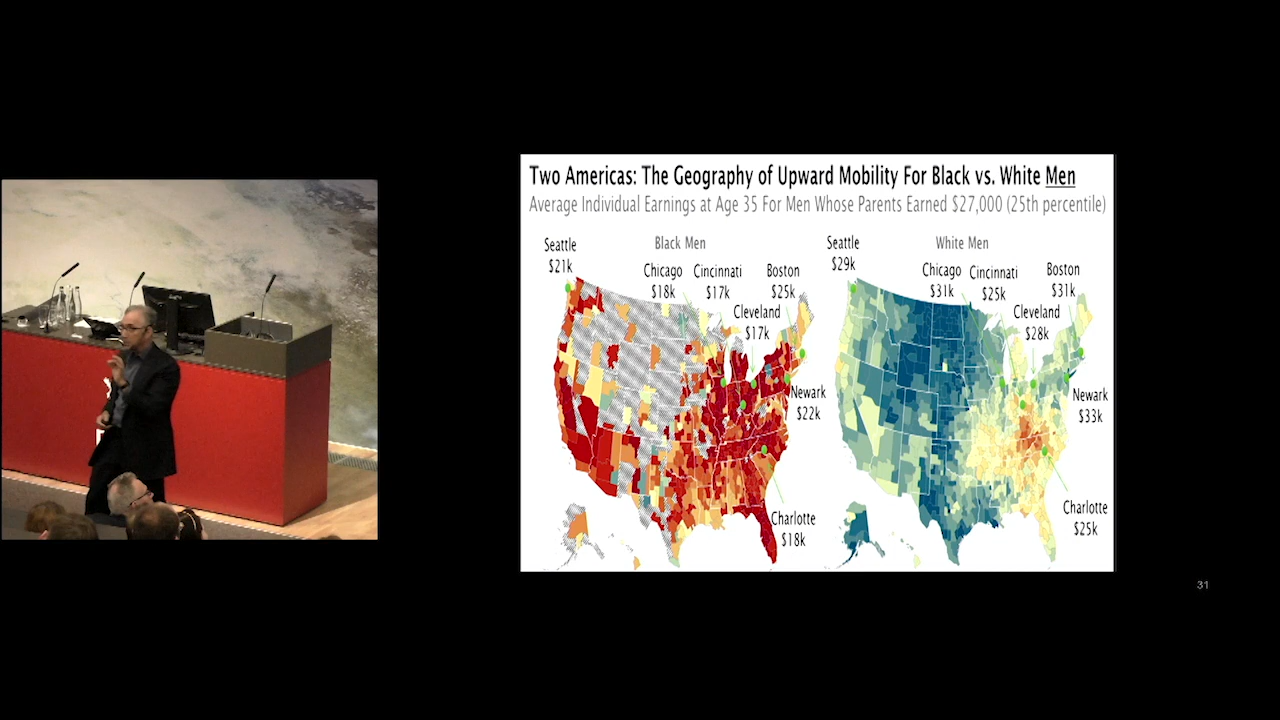 Two Americas: The Geography of Upward Mobility For Black vs. White Men
Average Individual Earnings at Age 35 For Men Whose Parents Earned $27,000 (25th percentile)
Black Men
Seattle
$21k
Chicago
$18k
Cincinnati
$17k
Boston
$25k
Cleveland
$17k
Newark
$22k
Charlotte
$18k
White Men
Seattle
$29k
Chicago
$31k
Cincinnati
$25k
Boston
$31k
Cleveland
$28k
Newark
$33k
Charlotte
$25k
31